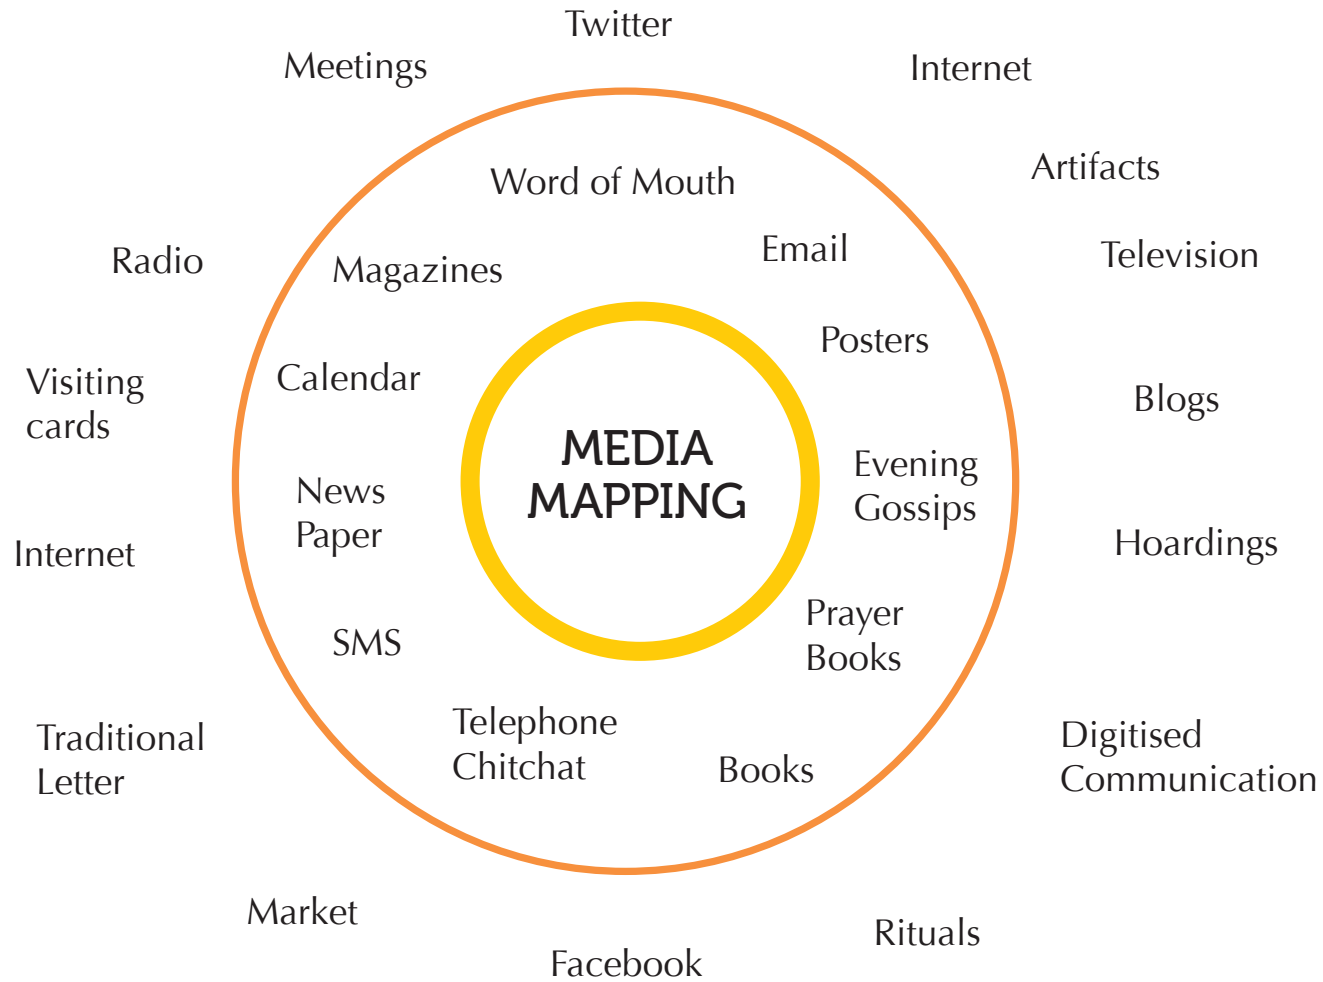 Twitter
Meetings
Internet
Artifacts
Word of Mouth
Email
Television
Radio
Magazines
Posters
Visiting
cards
Calendar
Blogs
MEDIA
MAPPING
Evening
Gossips
News
Paper
Internet
Hoardings
Prayer
Books
SMS
Traditional
Letter
Telephone
Chitchat
Books
Digitised
Communication
Market
Rituals
Facebook